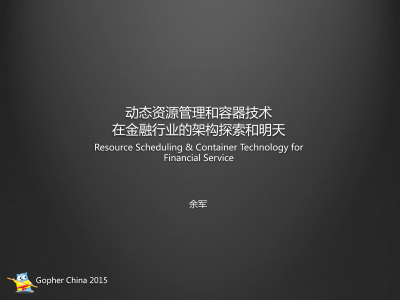 动态资源管理和容器技术
在金融行业的架构探索和明天
Resource Scheduling & Container Technology for
Financial Service
余军
Gopher China 2015